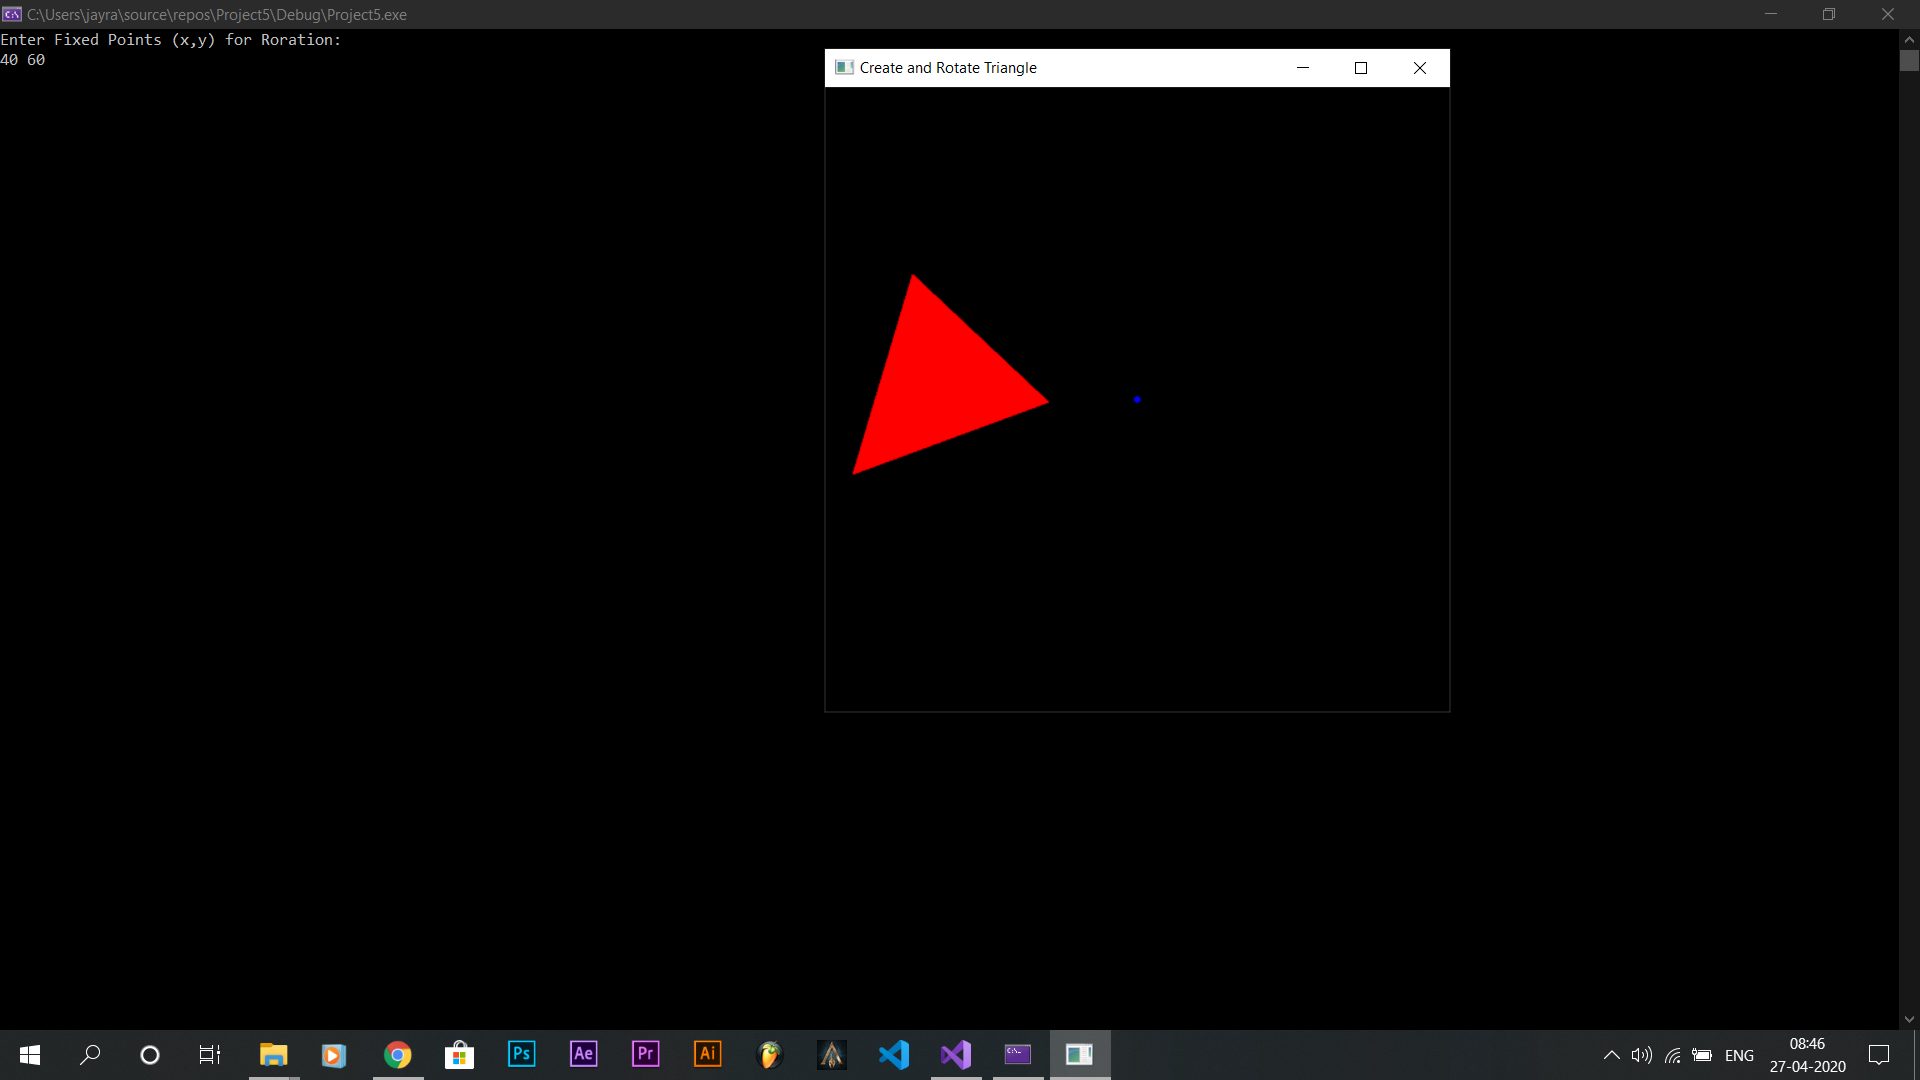 C:\Users\jayra\source\repos\Project5\Debug\Project5.exe
Enter Fixed Points (x,y) for Roration:
40 60
Create and Rotate Triangle
Ps Ae Pr Ai
ENG
08:46
27-04-2020